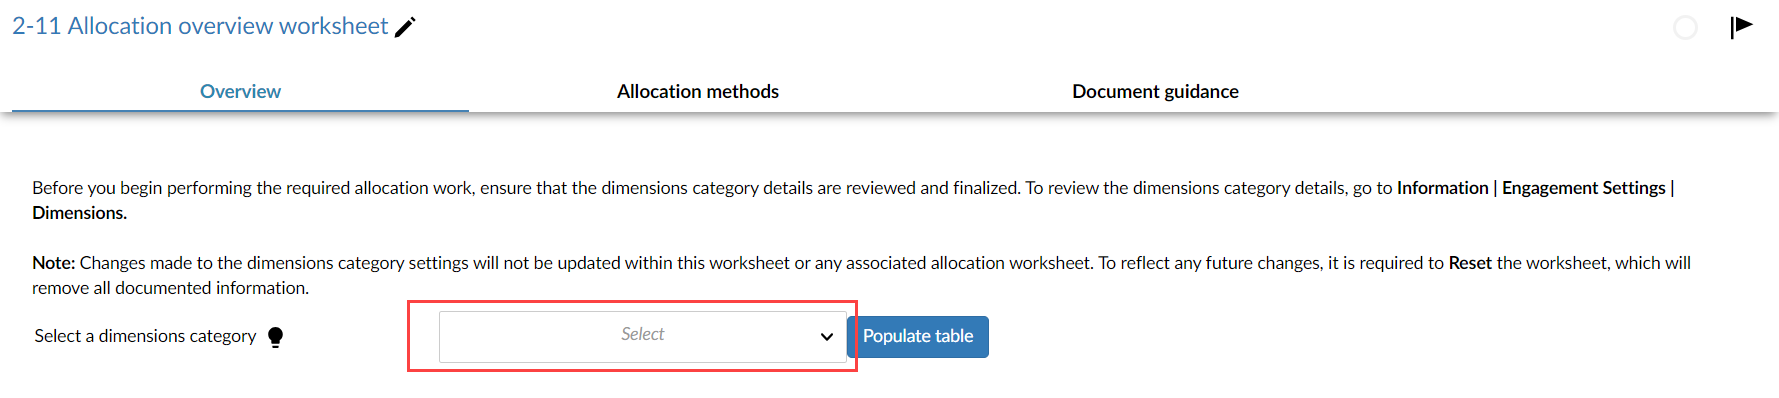 2-11 Allocation overview worksheet
Overview
Allocation methods
Document guidance
Before you begin performing the required allocation work, ensure that the dimensions category details are reviewed and finalized. To review the dimensions category details, go to Information | Engagement Settings |
Dimensions.
Note: Changes made to the dimensions category settings will not be updated within this worksheet or any associated allocation worksheet. To reflect any future changes, it is required to Reset the worksheet, which will
remove all documented information.
Select a dimensions category
Select
Populate table